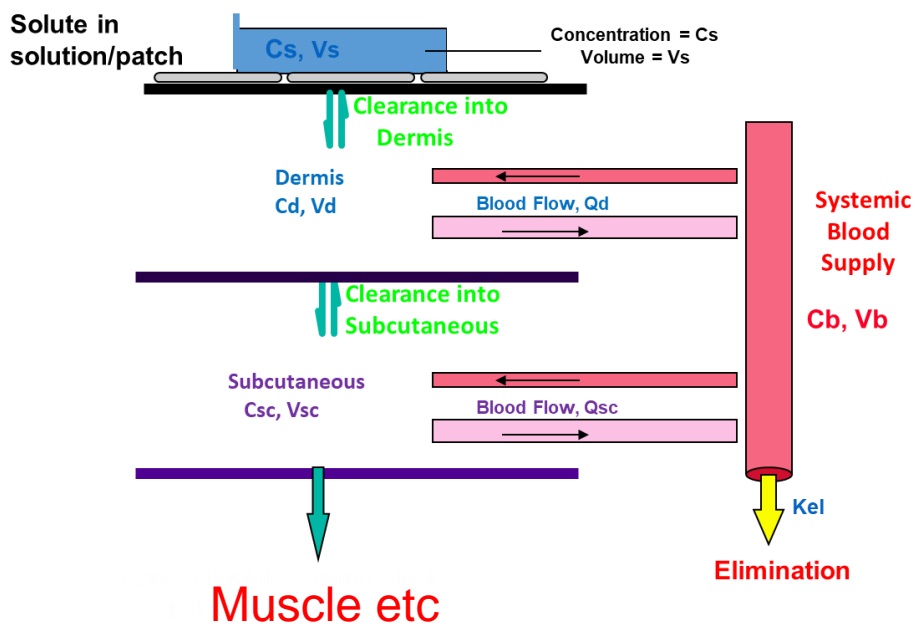 Solute in
solution/patch
Cs, Vs
Concentration = Cs
Volume = Vs
Clearance into
Dermis
Dermis
Cd, Vd
Blood Flow, Qd
Systemic
Blood
Supply
Cb, Vb
Clearance into
Subcutaneous
Subcutaneous
Csc, Vsc
Blood Flow, Qsc
Kel
Elimination
Muscle etc